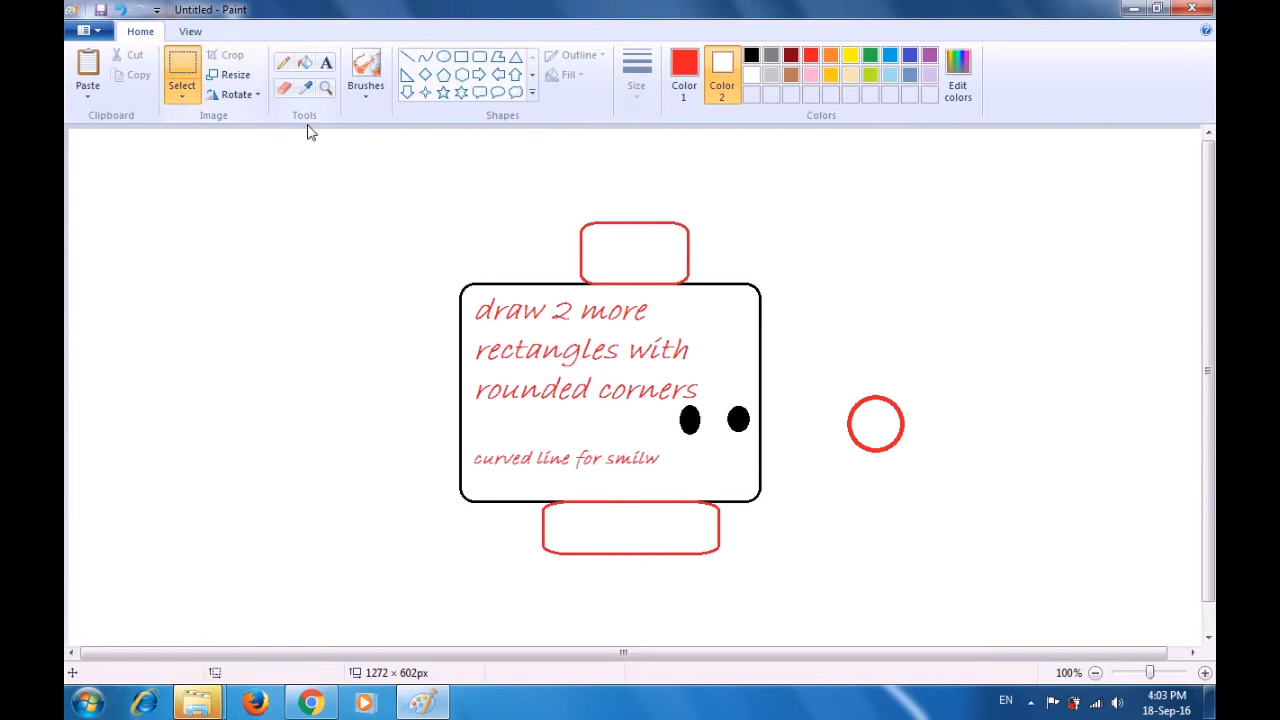 Untitled - Paint
Home View
Paste
Cut
Copy
Clipboard
Select
Crop
Resize
Rotate
Image
A
Tools
Brushes
Outline
Fill
Shapes
Size
Color 1
Color 2
Edit colors
Colors
draw 2 more
rectangles with
rounded corners
curved line for smilw
1272 × 602px
100%
EN
4:03 PM
18-Sep-16